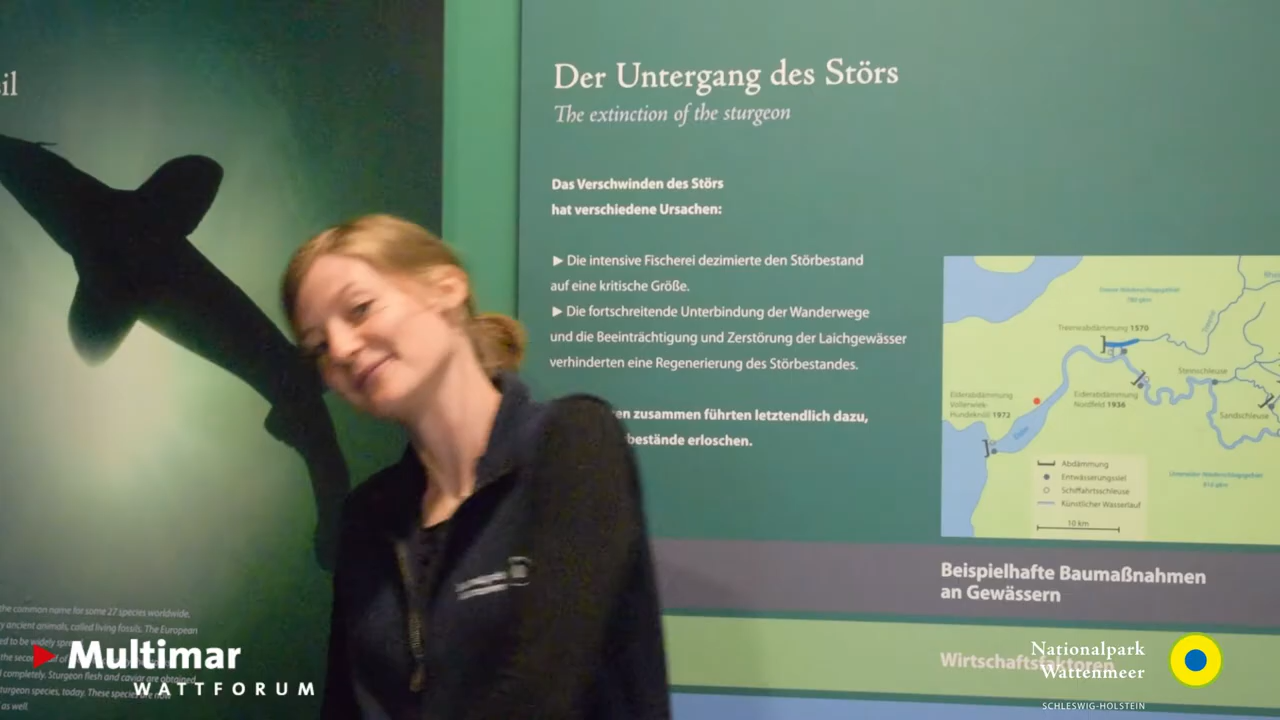 il
Der Untergang des Störs
The extinction of the sturgeon
Das Verschwinden des Störs
hat verschiedene Ursachen:
▶ Die intensive Fischerei dezimierte den Störbestand
auf eine kritische Größe.
▶ Die fortschreitende Unterbindung der Wanderwege
und die Beeinträchtigung und Zerstörung der Laichgewässer
verhinderten eine Regenerierung des Störbestandes.
en zusammen führten letztendlich dazu,
bestände erloschen.
Treeneabdämmung 1570
Steinschleuse
Eiderabdämmung
Vollerwiek-
Hundeknöll 1972
Eiderabdämmung
Nordfeld 1936
Sandschleuse
Eider
Abdämmung
Entwässerungssiel
Schiffahrtsschleuse
Künstlicher Wasserlauf
10 km
Beispielhafte Baumaßnahmen
an Gewässern
Wirtschaftsfaktoren
the common name for some 27 species worldwide.
y ancient animals, called living fossils. The European
ed to be widely
the
completely. Sturgeon flesh and caviar are obtained
turgeon species, today. These species are now
as well.
Multimar
WATTFORUM
Nationalpark
Wattenmeer
SCHLESWIG-HOLSTEIN